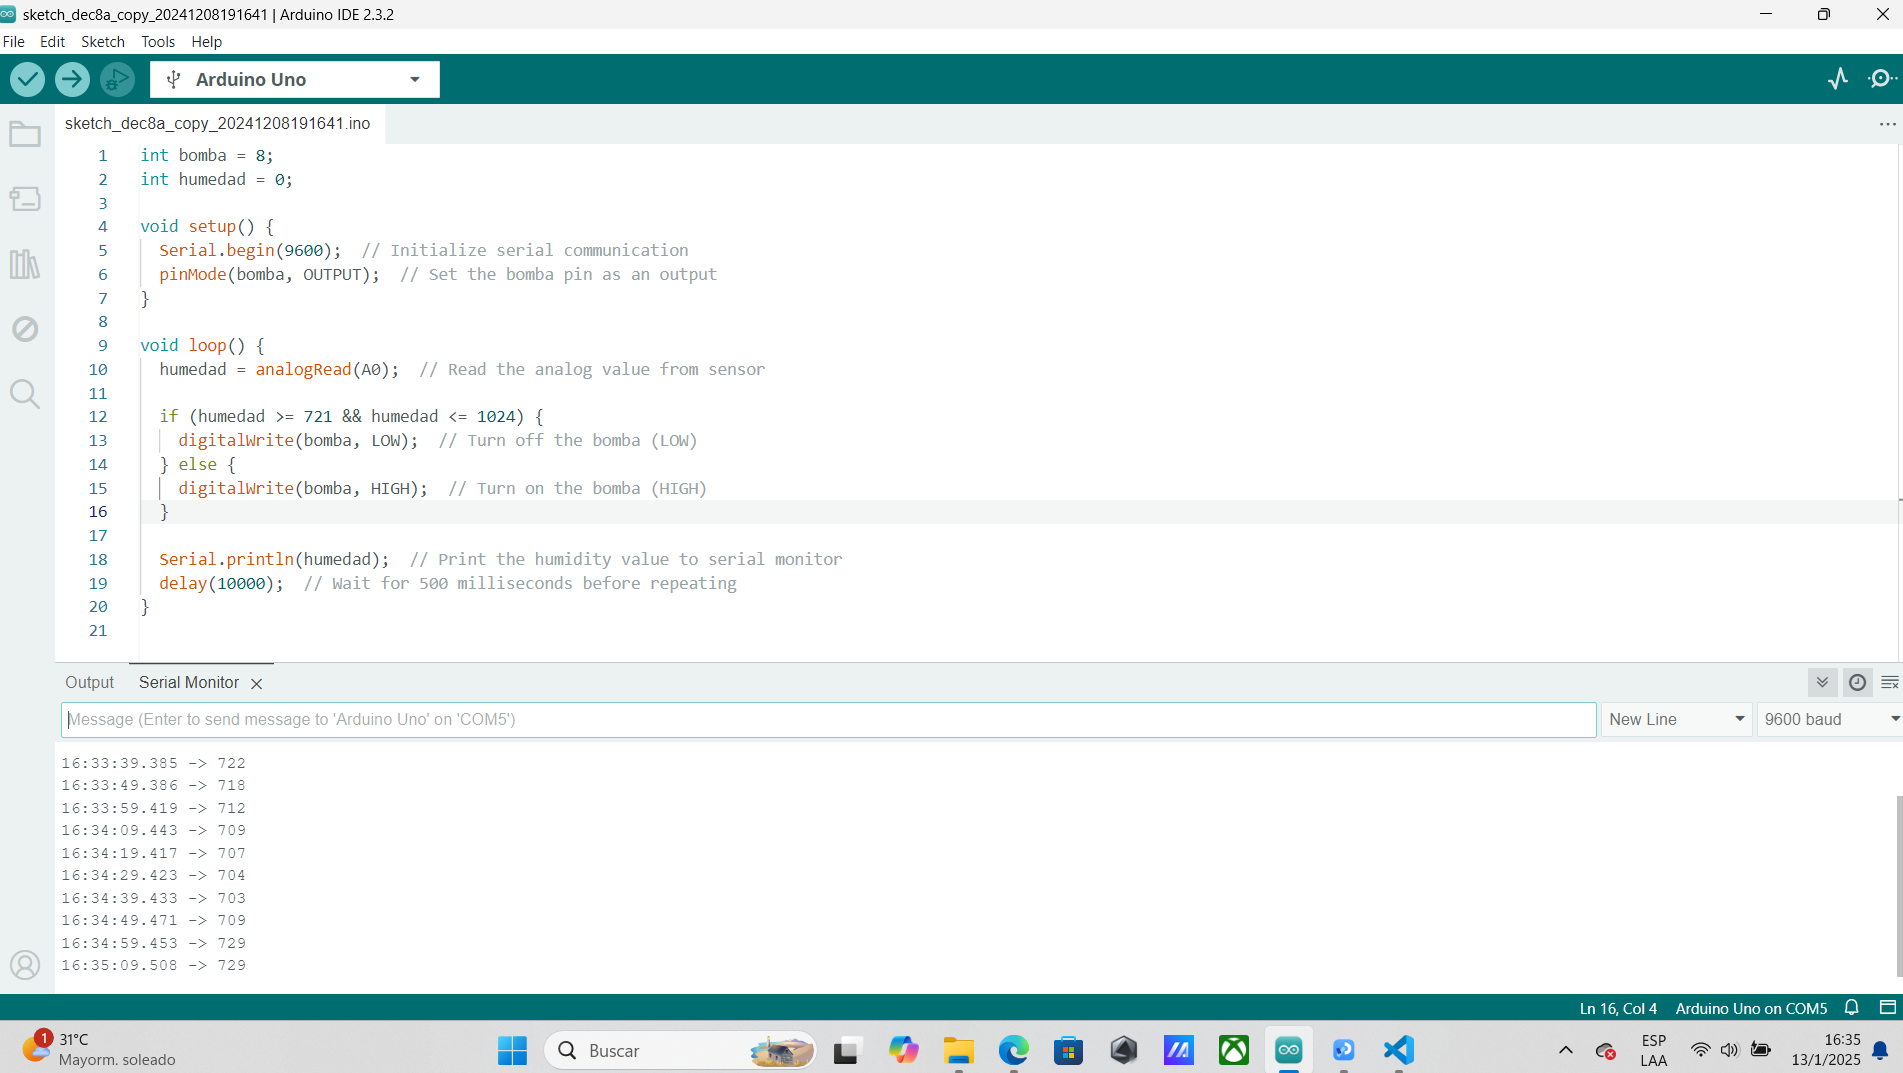 sketch_dec8a_copy_20241208191641 | Arduino IDE 2.3.2
File Edit Sketch Tools Help
Arduino Uno
sketch_dec8a_copy_20241208191641.ino
1 int bomba = 8;
2 int humedad = 0;
3
4 void setup() {
5 Serial.begin(9600); // Initialize serial communication
6 pinMode(bomba, OUTPUT); // Set the bomba pin as an output
7 }
8
9 void loop() {
10 humedad = analogRead(A0); // Read the analog value from sensor
11
12 if (humedad >= 721 && humedad <= 1024) {
13 digitalWrite(bomba, LOW); // Turn off the bomba (LOW)
14 } else {
15 digitalWrite(bomba, HIGH); // Turn on the bomba (HIGH)
16 }
17
18 Serial.println(humedad); // Print the humidity value to serial monitor
19 delay(10000); // Wait for 500 milliseconds before repeating
20 }
21
Output Serial Monitor
Message (Enter to send message to 'Arduino Uno' on 'COM5') New Line 9600 baud
16:33:39.385 -> 722
16:33:49.386 -> 718
16:33:59.419 -> 712
16:34:09.443 -> 709
16:34:19.417 -> 707
16:34:29.423 -> 704
16:34:39.433 -> 703
16:34:49.471 -> 709
16:34:59.453 -> 729
16:35:09.508 -> 729
Ln 16, Col 4 Arduino Uno on COM5
1 31°C
Mayorm. soleado
Buscar
ESP
LAA
16:35
13/1/2025